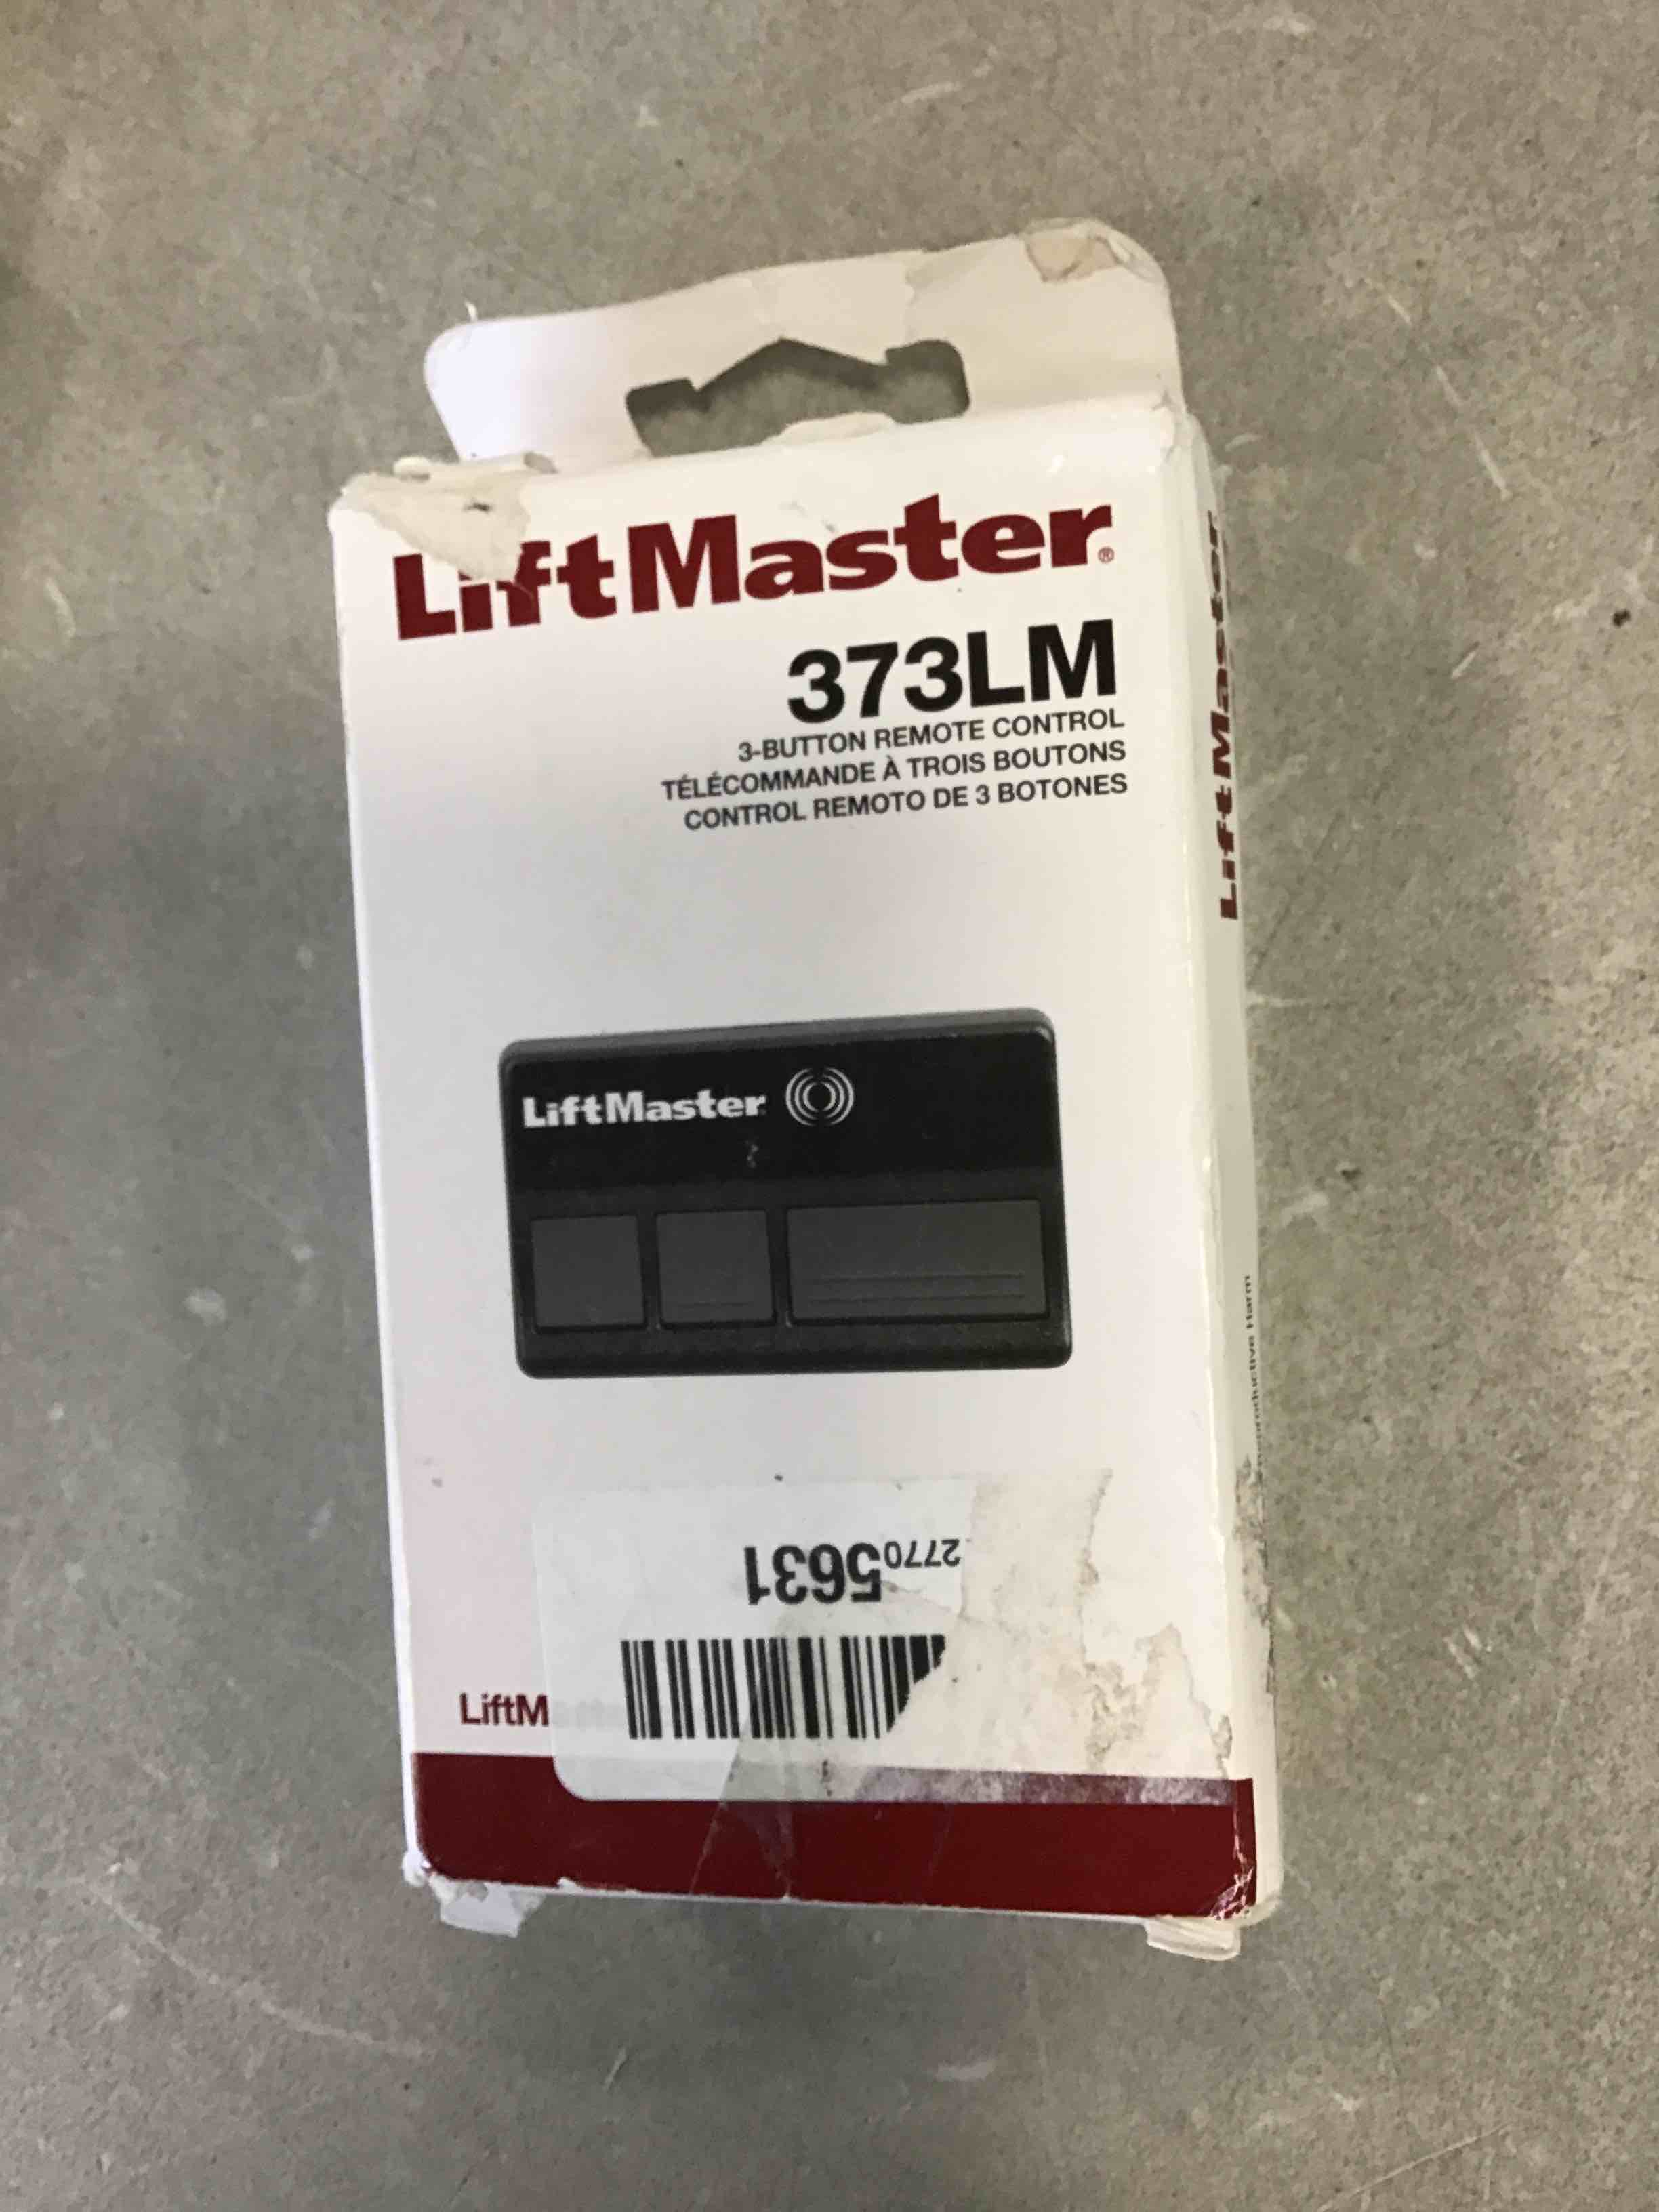 LiftMaster®
373LM
3-BUTTON REMOTE CONTROL
TÉLÉCOMMANDE À TROIS BOUTONS
CONTROL REMOTO DE 3 BOTONES
LiftMaster
LiftMaster
Harm
2770 5631
LiftM